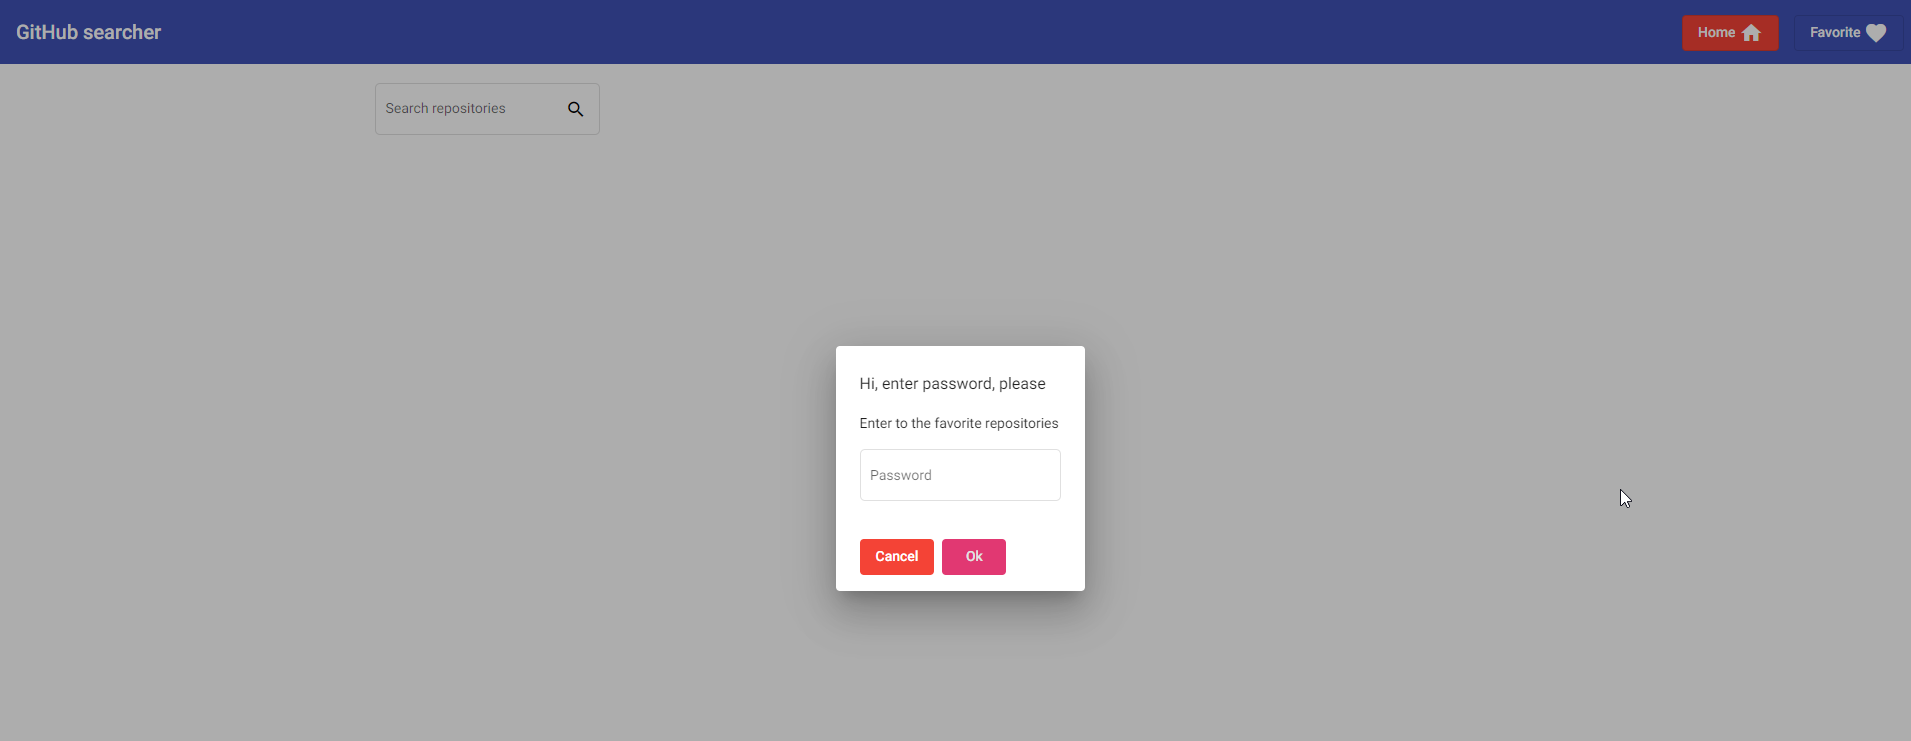 GitHub searcher
Home
Favorite
Search repositories
Hi, enter password, please
Enter to the favorite repositories
Password
Cancel
Ok